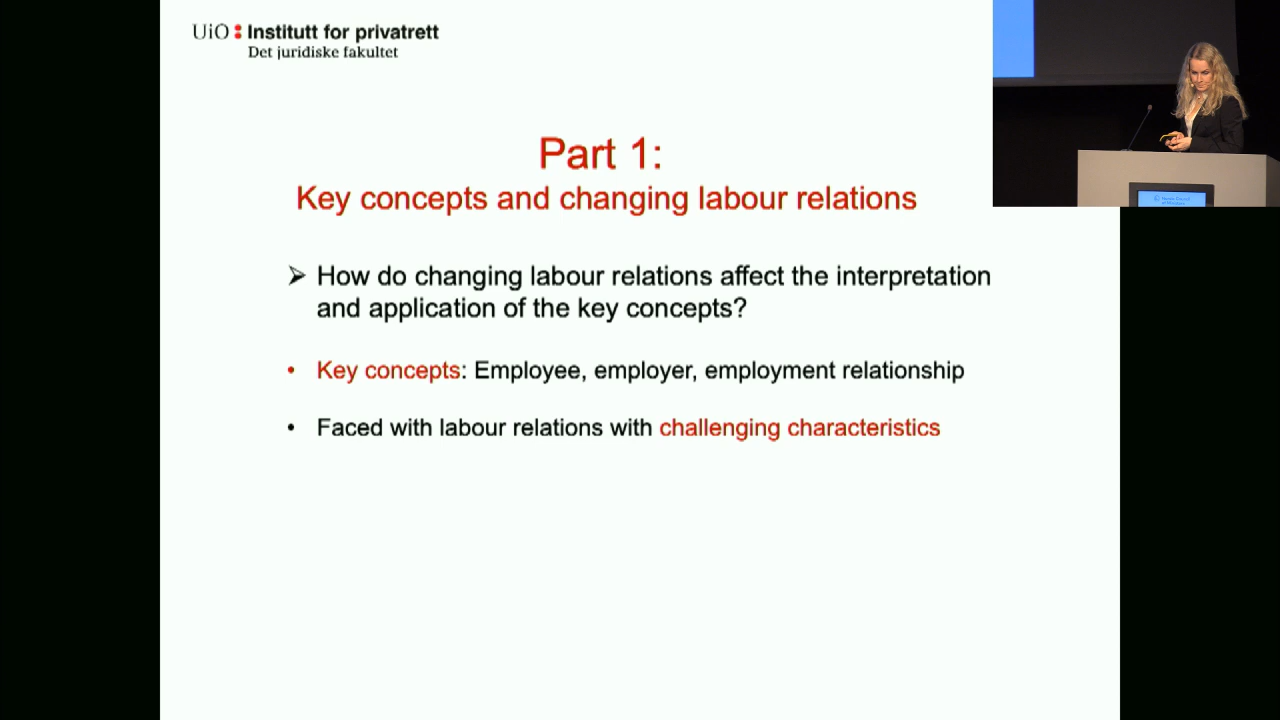 UiO : Institutt for privatrett
Det juridiske fakultet
Part 1:
Key concepts and changing labour relations
➢ How do changing labour relations affect the interpretation
and application of the key concepts?
• Key concepts: Employee, employer, employment relationship
• Faced with labour relations with challenging characteristics